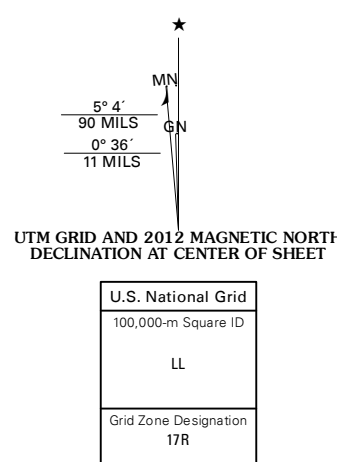 ★
MN
5° 4´
90 MILS
GN
0° 36´
11 MILS
UTM GRID AND 2012 MAGNETIC NORTH
DECLINATION AT CENTER OF SHEET
U.S. National Grid
100,000-m Square ID
LL
Grid Zone Designation
17R